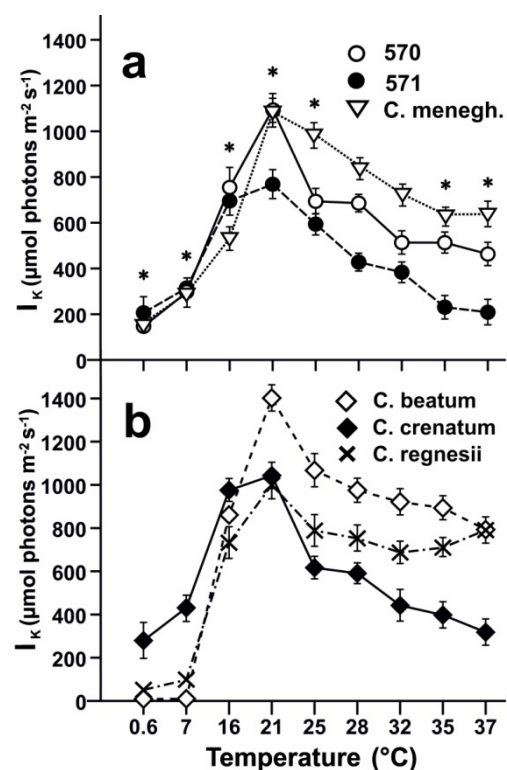 1400
1200
1000
800
600
400
200
0
I_K (µmol photons m⁻² s⁻¹)
a
570
571
C. menegh.
* * * * * * *
1400
1200
1000
800
600
400
200
0
I_K (µmol photons m⁻² s⁻¹)
b
C. beatum
C. crenatum
C. regnesii
0.6 7 16 21 25 28 32 35 37
Temperature (°C)